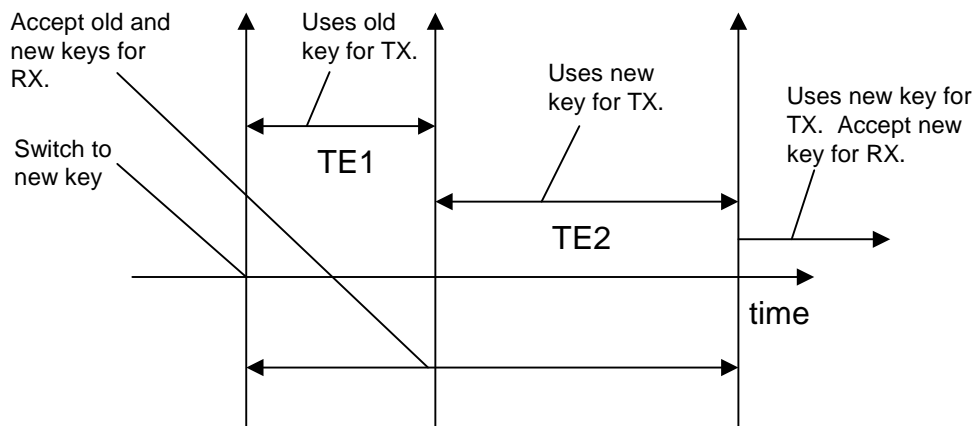 Accept old and
new keys for
RX.
Switch to
new key
Uses old
key for TX.
TE1
Uses new
key for TX.
TE2
Uses new key for
TX.  Accept new
key for RX.
time